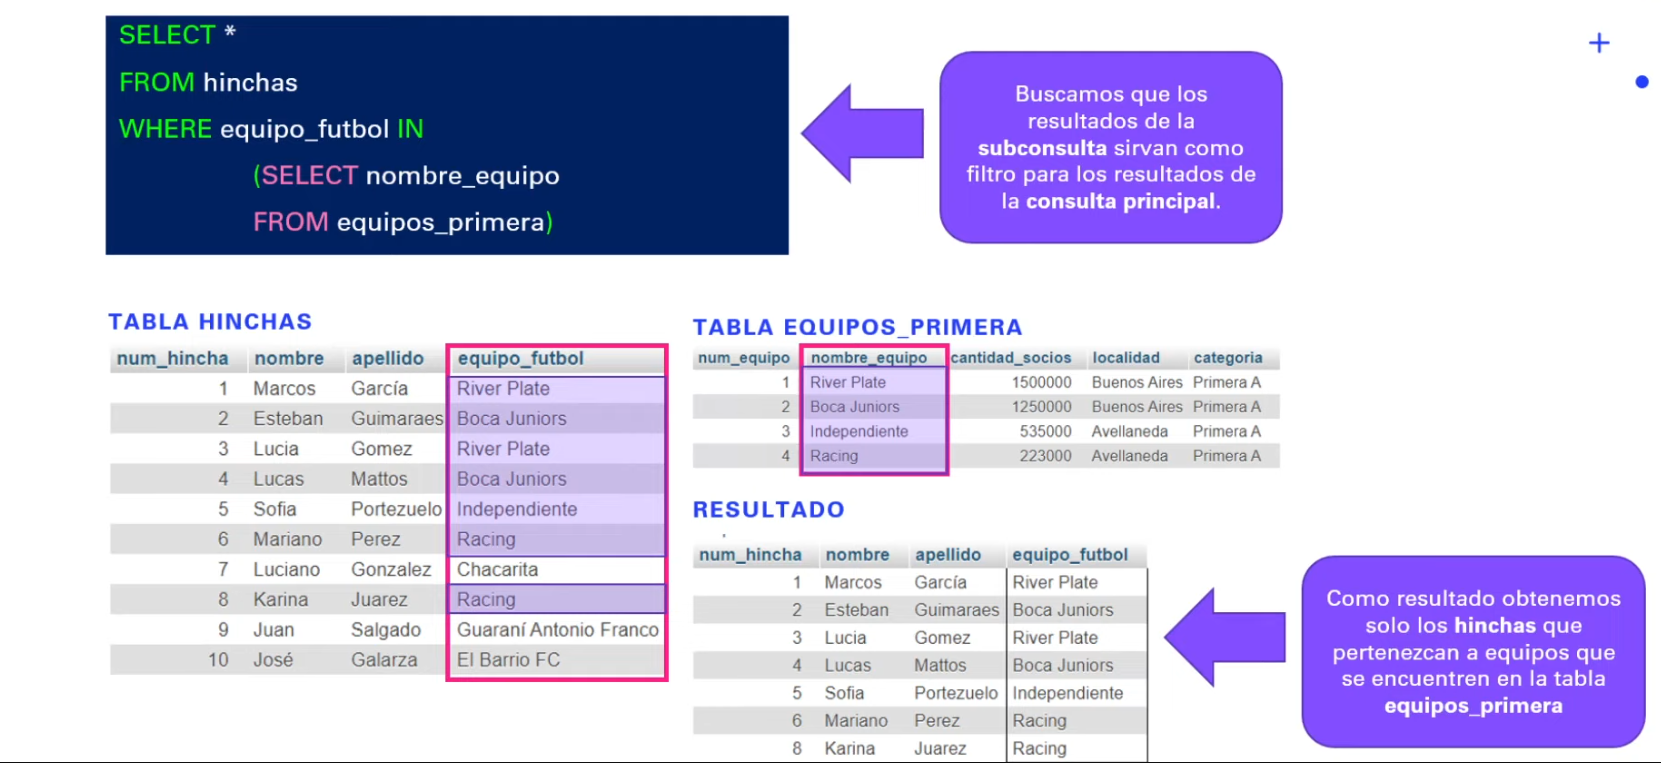 SELECT *
FROM hinchas
WHERE equipo_futbol IN
(SELECT nombre_equipo
FROM equipos_primera)
Buscamos que los
resultados de la
subconsulta sirvan como
filtro para los resultados de
la consulta principal.
TABLA HINCHAS
num_hincha nombre apellido equipo_futbol
1 Marcos García River Plate
2 Esteban Guimaraes Boca Juniors
3 Lucia Gomez River Plate
4 Lucas Mattos Boca Juniors
5 Sofia Portezuelo Independiente
6 Mariano Perez Racing
7 Luciano Gonzalez Chacarita
8 Karina Juarez Racing
9 Juan Salgado Guaraní Antonio Franco
10 José Galarza El Barrio FC
TABLA EQUIPOS_PRIMERA
num_equipo nombre_equipo cantidad_socios localidad categoria
1 River Plate 1500000 Buenos Aires Primera A
2 Boca Juniors 1250000 Buenos Aires Primera A
3 Independiente 535000 Avellaneda Primera A
4 Racing 223000 Avellaneda Primera A
RESULTADO
num_hincha nombre apellido equipo_futbol
1 Marcos García River Plate
2 Esteban Guimaraes Boca Juniors
3 Lucia Gomez River Plate
4 Lucas Mattos Boca Juniors
5 Sofia Portezuelo Independiente
6 Mariano Perez Racing
8 Karina Juarez Racing
Como resultado obtenemos
solo los hinchas que
pertenezcan a equipos que
se encuentren en la tabla
equipos_primera